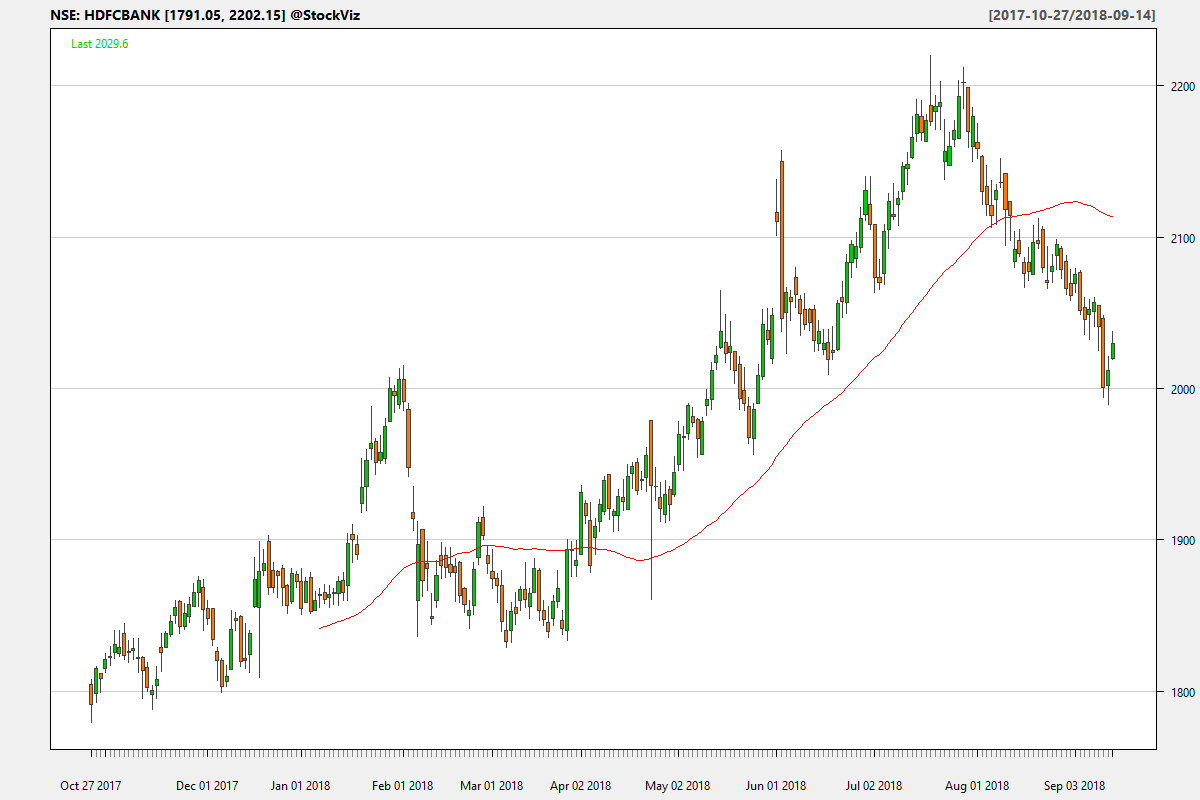 NSE: HDFCBANK [1791.05, 2202.15] @StockViz [2017-10-27/2018-09-14]
Last 2029.6
2200
2100
2000
1900
1800
Oct 27 2017 Dec 01 2017 Jan 01 2018 Feb 01 2018 Mar 01 2018 Apr 02 2018 May 02 2018 Jun 01 2018 Jul 02 2018 Aug 01 2018 Sep 03 2018